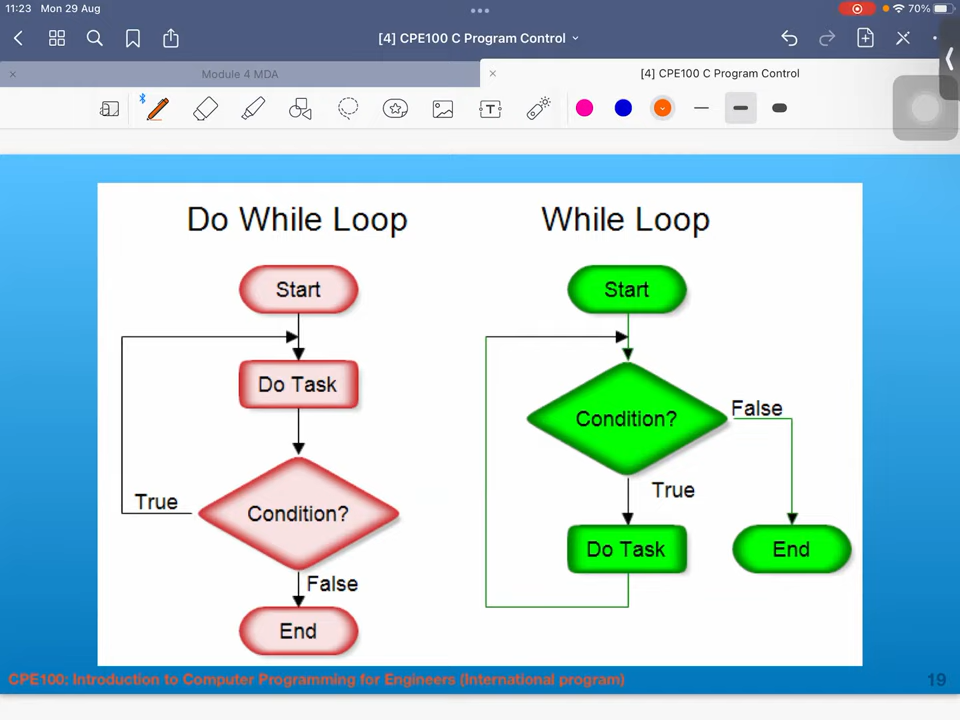 11:23 Mon 29 Aug
70%
[4] CPE100 C Program Control
Module 4 MDA
[4] CPE100 C Program Control
T
Do While Loop
Start
Do Task
True
Condition?
False
End
While Loop
Start
Condition?
False
True
Do Task
End
CPE100: Introduction to Computer Programming for Engineers (International program)
19